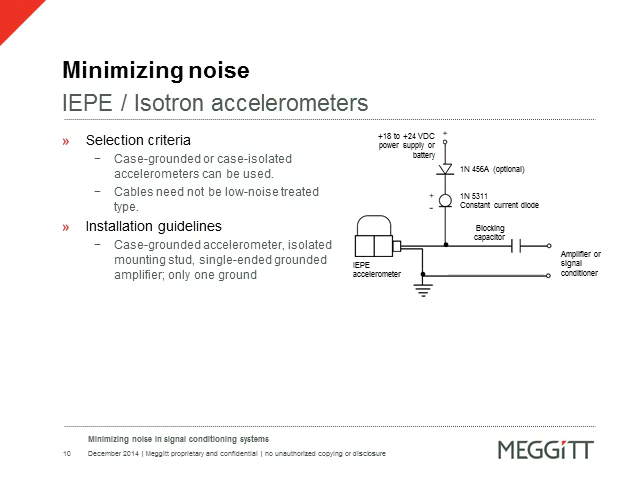 Minimizing noise
IEPE / Isotron accelerometers
» Selection criteria
− Case-grounded or case-isolated
accelerometers can be used.
− Cables need not be low-noise treated
type.
» Installation guidelines
− Case-grounded accelerometer, isolated
mounting stud, single-ended grounded
amplifier; only one ground
+18 to +24 VDC
power supply or
battery
+
1N 456A (optional)
+
−
1N 5311
Constant current diode
Blocking
capacitor
IEPE
accelerometer
Amplifier or
signal
conditioner
Minimizing noise in signal conditioning systems
10 December 2014 | Meggitt proprietary and confidential | no unauthorized copying or disclosure
MEGGiTT